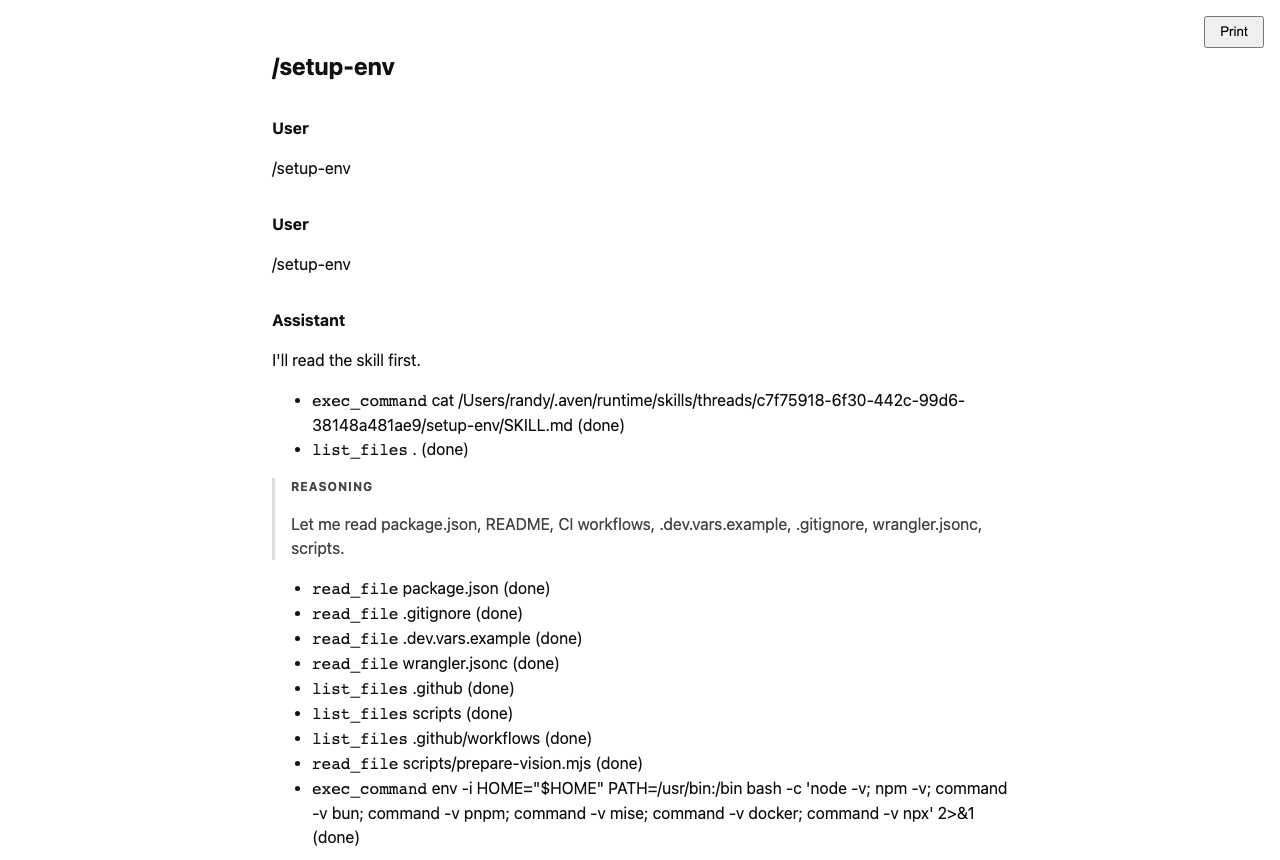 Print
/setup-env
User
/setup-env
User
/setup-env
Assistant
I'll read the skill first.
• exec_command cat /Users/randy/.aven/runtime/skills/threads/c7f75918-6f30-442c-99d6-
38148a481ae9/setup-env/SKILL.md (done)
• list_files . (done)
REASONING
Let me read package.json, README, CI workflows, .dev.vars.example, .gitignore, wrangler.jsonc,
scripts.
• read_file package.json (done)
• read_file .gitignore (done)
• read_file .dev.vars.example (done)
• read_file wrangler.jsonc (done)
• list_files .github (done)
• list_files scripts (done)
• list_files .github/workflows (done)
• read_file scripts/prepare-vision.mjs (done)
• exec_command env -i HOME="$HOME" PATH=/usr/bin:/bin bash -c 'node -v; npm -v; command
-v bun; command -v pnpm; command -v mise; command -v docker; command -v npx' 2>&1
(done)